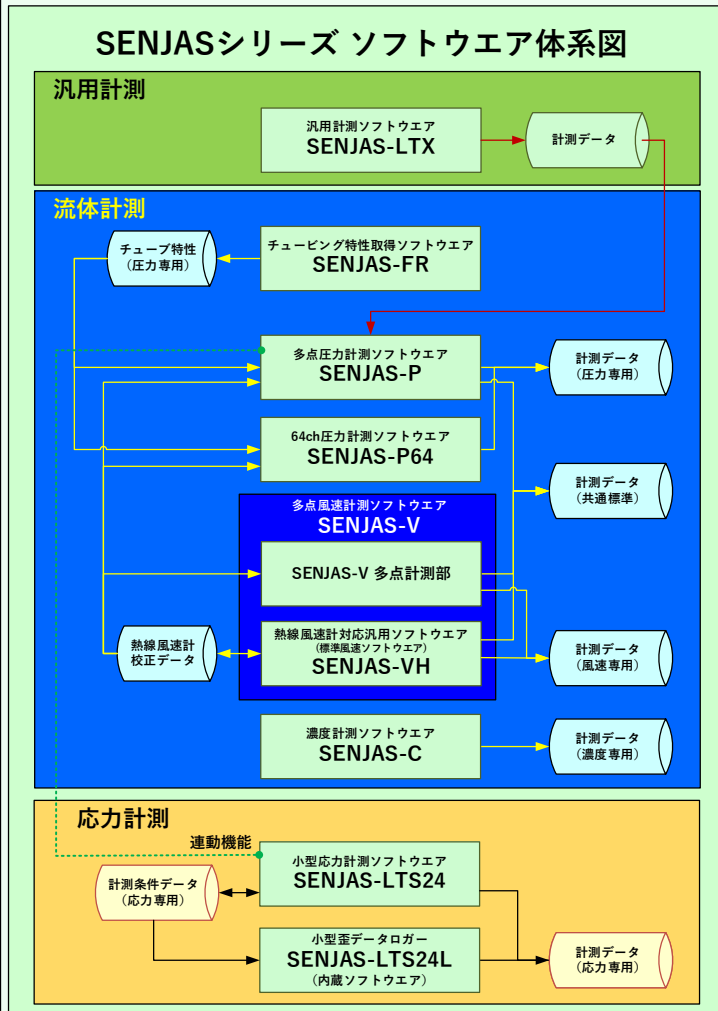 SENJASシリーズ ソフトウエア体系図
汎用計測
汎用計測ソフトウエア
SENJAS-LTX
計測データ
流体計測
チューブ特性
（圧力専用）
チュービング特性取得ソフトウエア
SENJAS-FR
多点圧力計測ソフトウエア
SENJAS-P
計測データ
（圧力専用）
64ch圧力計測ソフトウエア
SENJAS-P64
計測データ
（共通標準）
多点風速計測ソフトウエア
SENJAS-V
SENJAS-V 多点計測部
熱線風速計
校正データ
熱線風速計対応汎用ソフトウエア
（標準風速ソフトウエア）
SENJAS-VH
計測データ
（風速専用）
濃度計測ソフトウエア
SENJAS-C
計測データ
（濃度専用）
応力計測
連動機能
小型応力計測ソフトウエア
SENJAS-LTS24
計測条件データ
（応力専用）
小型歪データロガー
SENJAS-LTS24L
（内蔵ソフトウエア）
計測データ
（応力専用）